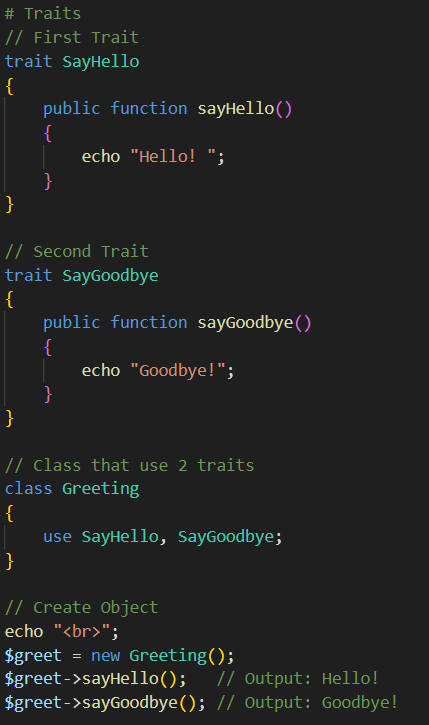 # Traits
// First Trait
trait SayHello
{
    public function sayHello()
    {
        echo "Hello! ";
    }
}

// Second Trait
trait SayGoodbye
{
    public function sayGoodbye()
    {
        echo "Goodbye!";
    }
}

// Class that use 2 traits
class Greeting
{
    use SayHello, SayGoodbye;
}

// Create Object
echo "<br>";
$greet = new Greeting();
$greet->sayHello();   // Output: Hello!
$greet->sayGoodbye(); // Output: Goodbye!